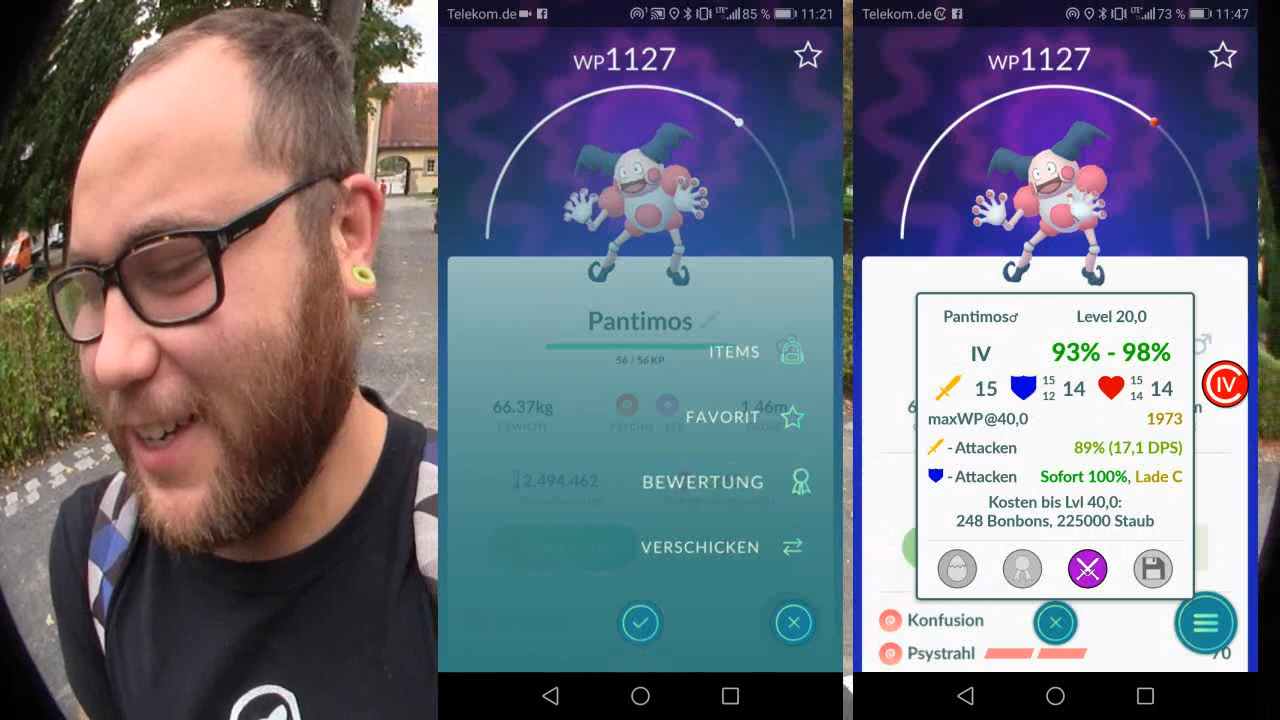 Telekom.de 85 % 11:21
WP1127
Pantimos
56 / 56 KP
ITEMS
66.37kg
1.46m
GEWICHT
FAVORIT
2.494.462
BEWERTUNG
VERSCHICKEN
Telekom.de 73 % 11:47
WP1127
Pantimos♂ Level 20,0
IV 93% - 98%
15 15 12 14 15 14 14
IV
maxWP@40,0 1973
- Attacken 89% (17,1 DPS)
- Attacken Sofort 100%, Lade C
Kosten bis Lvl 40,0:
248 Bonbons, 225000 Staub
Konfusion
Psystrahl 70